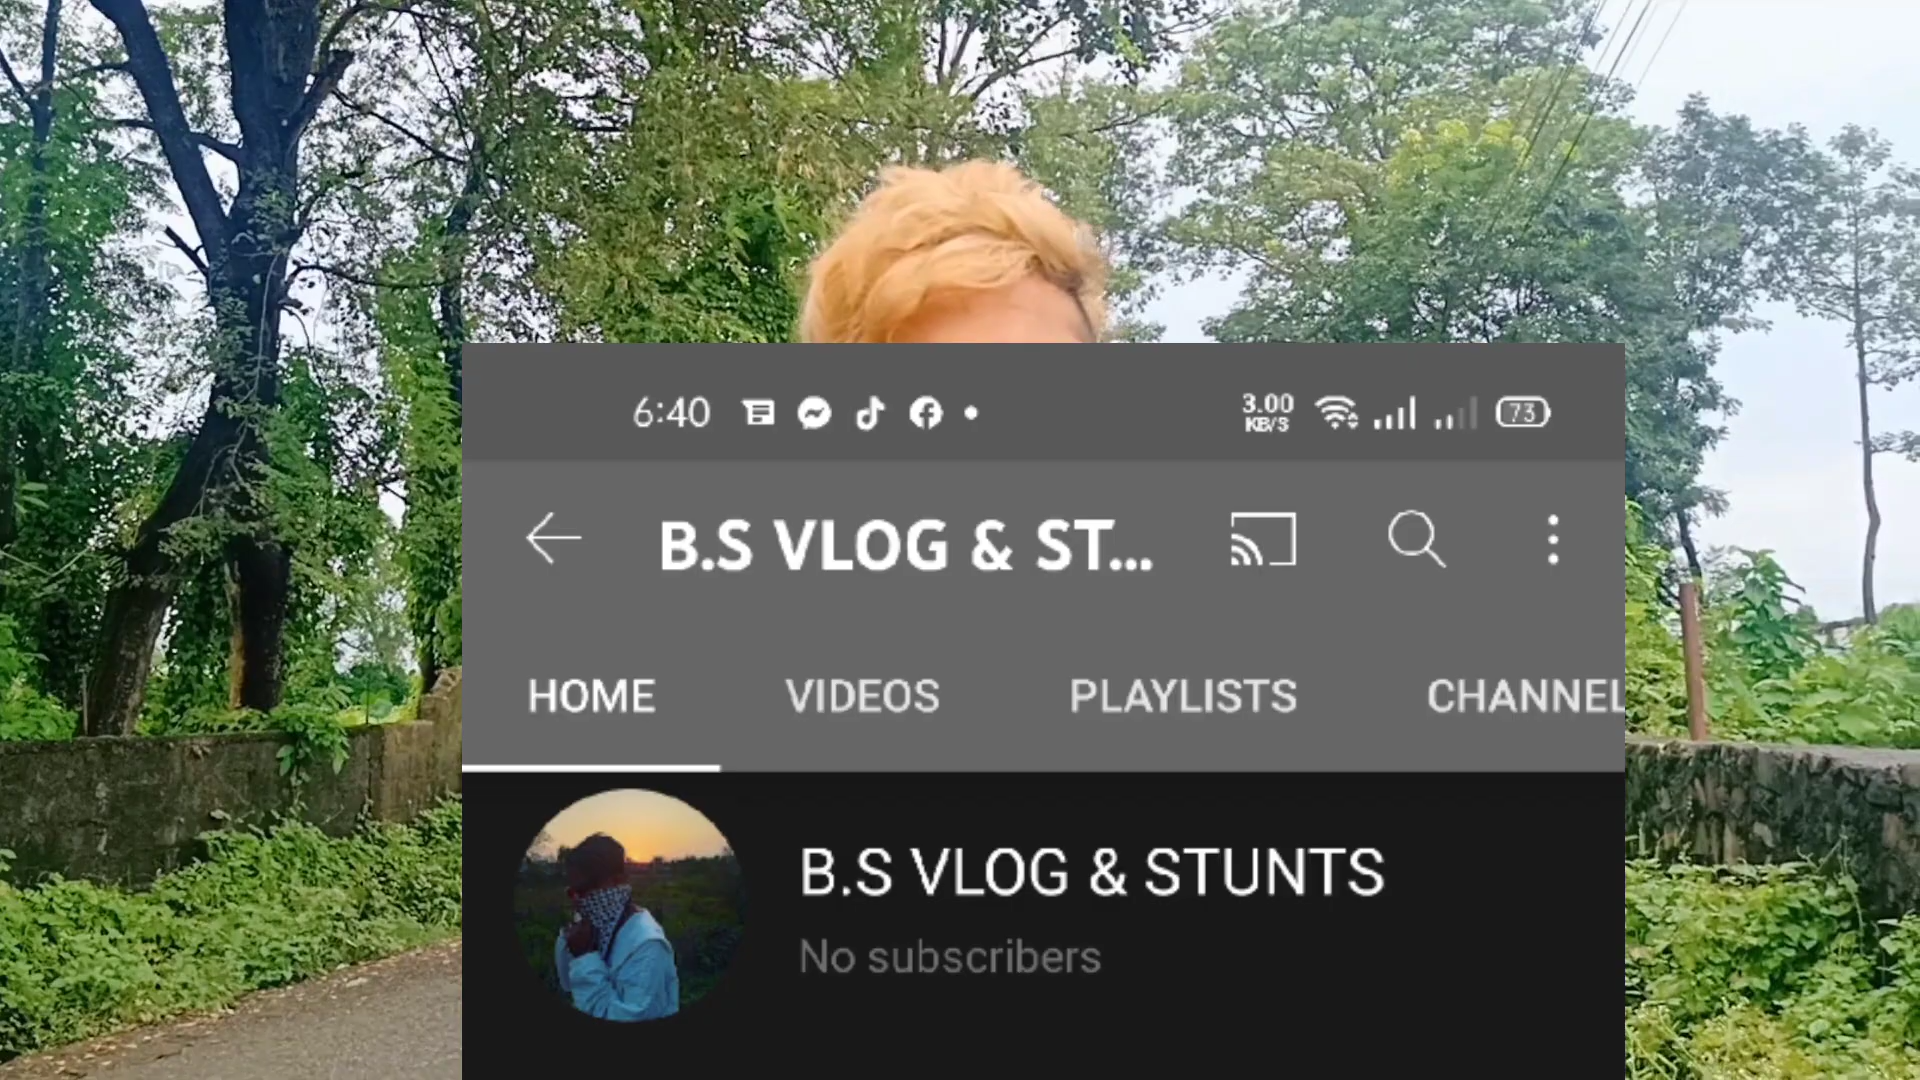 6:40 3.00 KB/S 73
B.S VLOG & ST...
HOME VIDEOS PLAYLISTS CHANNEL
B.S VLOG & STUNTS
No subscribers